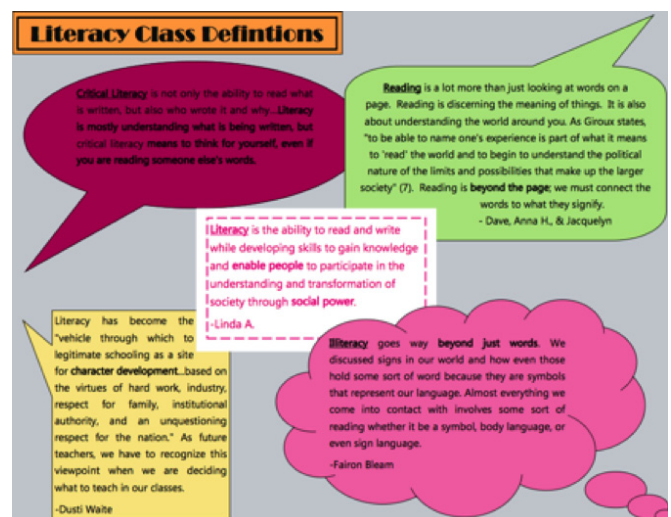 Literacy Class Defintions
Critical Literacy is not only the ability to read what
is written, but also who wrote it and why...Literacy
is mostly understanding what is being written, but
critical literacy means to think for yourself, even if
you are reading someone else's words.
Reading is a lot more than just looking at words on a
page. Reading is discerning the meaning of things. It is also
about understanding the world around you. As Giroux states,
"to be able to name one's experience is part of what it means
to 'read' the world and to begin to understand the political
nature of the limits and possibilities that make up the larger
society" (7). Reading is beyond the page; we must connect the
words to what they signify.
- Dave, Anna H., & Jacquelyn
Literacy is the ability to read and write
while developing skills to gain knowledge
and enable people to participate in the
understanding and transformation of
society through social power.
-Linda A.
Literacy has become the
"vehicle through which to
legitimate schooling as a site
for character development...based on
the virtues of hard work, industry,
respect for family, institutional
authority, and an unquestioning
respect for the nation." As future
teachers, we have to recognize this
viewpoint when we are deciding
what to teach in our classes.
-Dusti Waite
Illiteracy goes way beyond just words. We
discussed signs in our world and how even those
hold some sort of word because they are symbols
that represent our language. Almost everything we
come into contact with involves some sort of
reading whether it be a symbol, body language, or
even sign language.
-Fairon Bleam